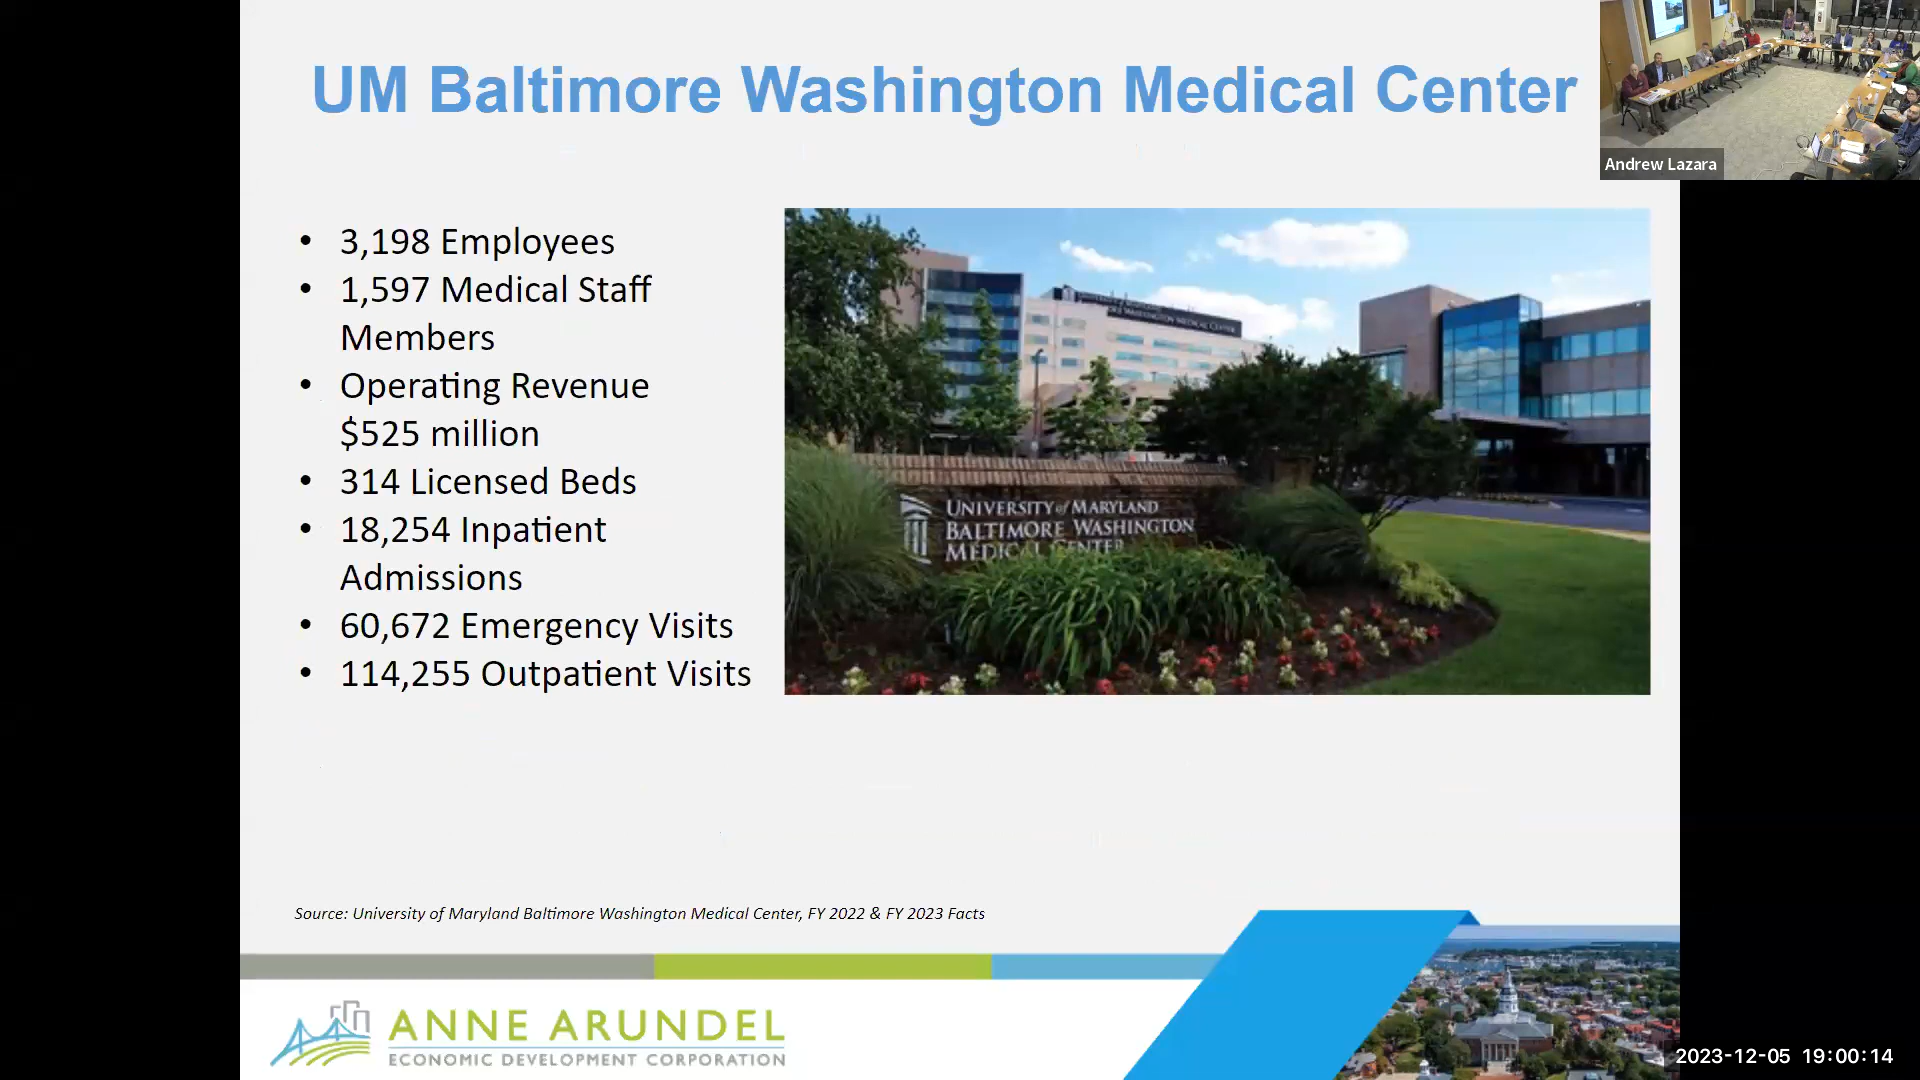 UM Baltimore Washington Medical Center
Andrew Lazara
• 3,198 Employees
• 1,597 Medical Staff
Members
• Operating Revenue
$525 million
• 314 Licensed Beds
• 18,254 Inpatient
Admissions
• 60,672 Emergency Visits
• 114,255 Outpatient Visits
UNIVERSITY of MARYLAND
BALTIMORE WASHINGTON
MEDICAL CENTER
Source: University of Maryland Baltimore Washington Medical Center, FY 2022 & FY 2023 Facts
ANNE ARUNDEL
ECONOMIC DEVELOPMENT CORPORATION
2023-12-05 19:00:14